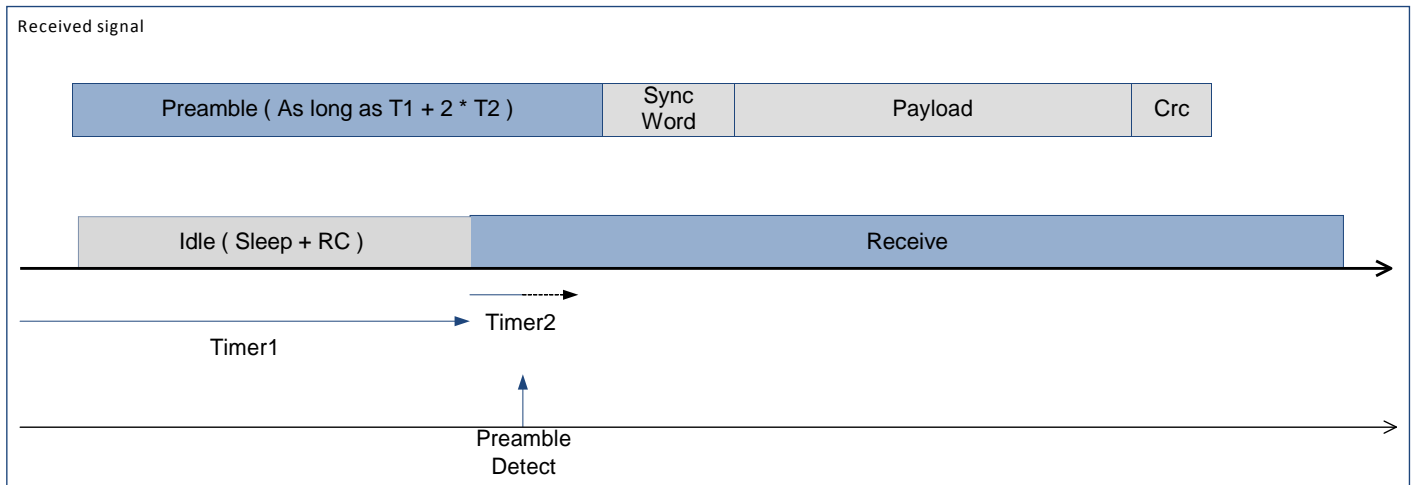 Received signal
Preamble ( As long as T1 + 2 * T2 )
Sync
Word
Payload
Crc
Idle ( Sleep + RC )
Receive
Timer2
Timer1
Preamble
Detect